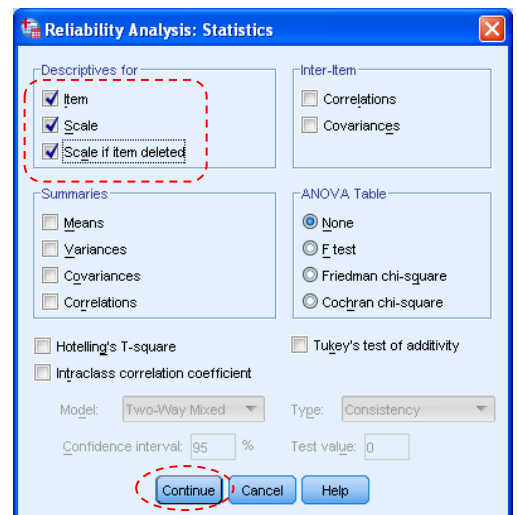 Reliability Analysis: Statistics
Descriptives for
Item
Scale
Scale if item deleted
Inter-Item
Correlations
Covariances
Summaries
Means
Variances
Covariances
Correlations
ANOVA Table
None
F test
Friedman chi-square
Cochran chi-square
Hotelling's T-square
Tukey's test of additivity
Intraclass correlation coefficient
Model: Two-Way Mixed
Type: Consistency
Confidence interval: 95 %
Test value: 0
Continue Cancel Help